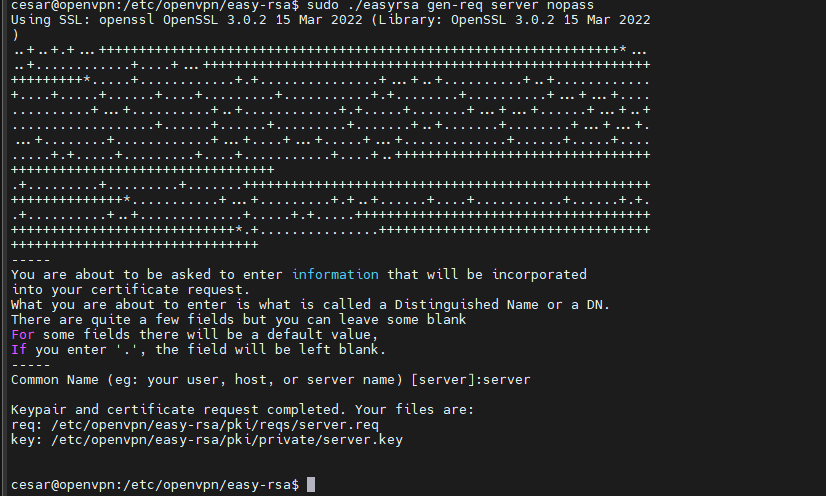 cesar@openvpn:/etc/openvpn/easy-rsa$ sudo ./easyrsa gen-req server nopass
Using SSL: openssl OpenSSL 3.0.2 15 Mar 2022 (Library: OpenSSL 3.0.2 15 Mar 2022
)
-----
You are about to be asked to enter information that will be incorporated
into your certificate request.
What you are about to enter is what is called a Distinguished Name or a DN.
There are quite a few fields but you can leave some blank
For some fields there will be a default value,
If you enter '.', the field will be left blank.
-----
Common Name (eg: your user, host, or server name) [server]:server
Keypair and certificate request completed. Your files are:
req: /etc/openvpn/easy-rsa/pki/reqs/server.req
key: /etc/openvpn/easy-rsa/pki/private/server.key
cesar@openvpn:/etc/openvpn/easy-rsa$